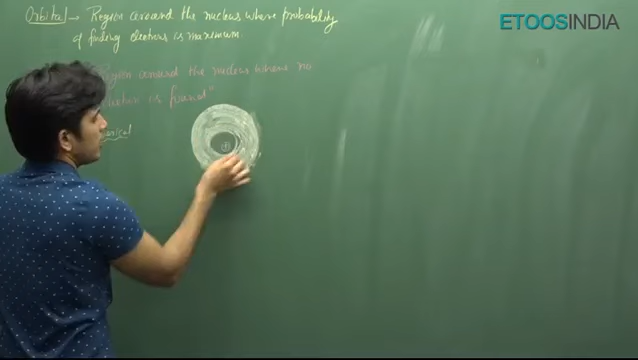 ETOOSINDIA
Orbital → Region around the nucleus where probability
of finding electrons is maximum.
Region around the nucleus where no
is found"
⊕